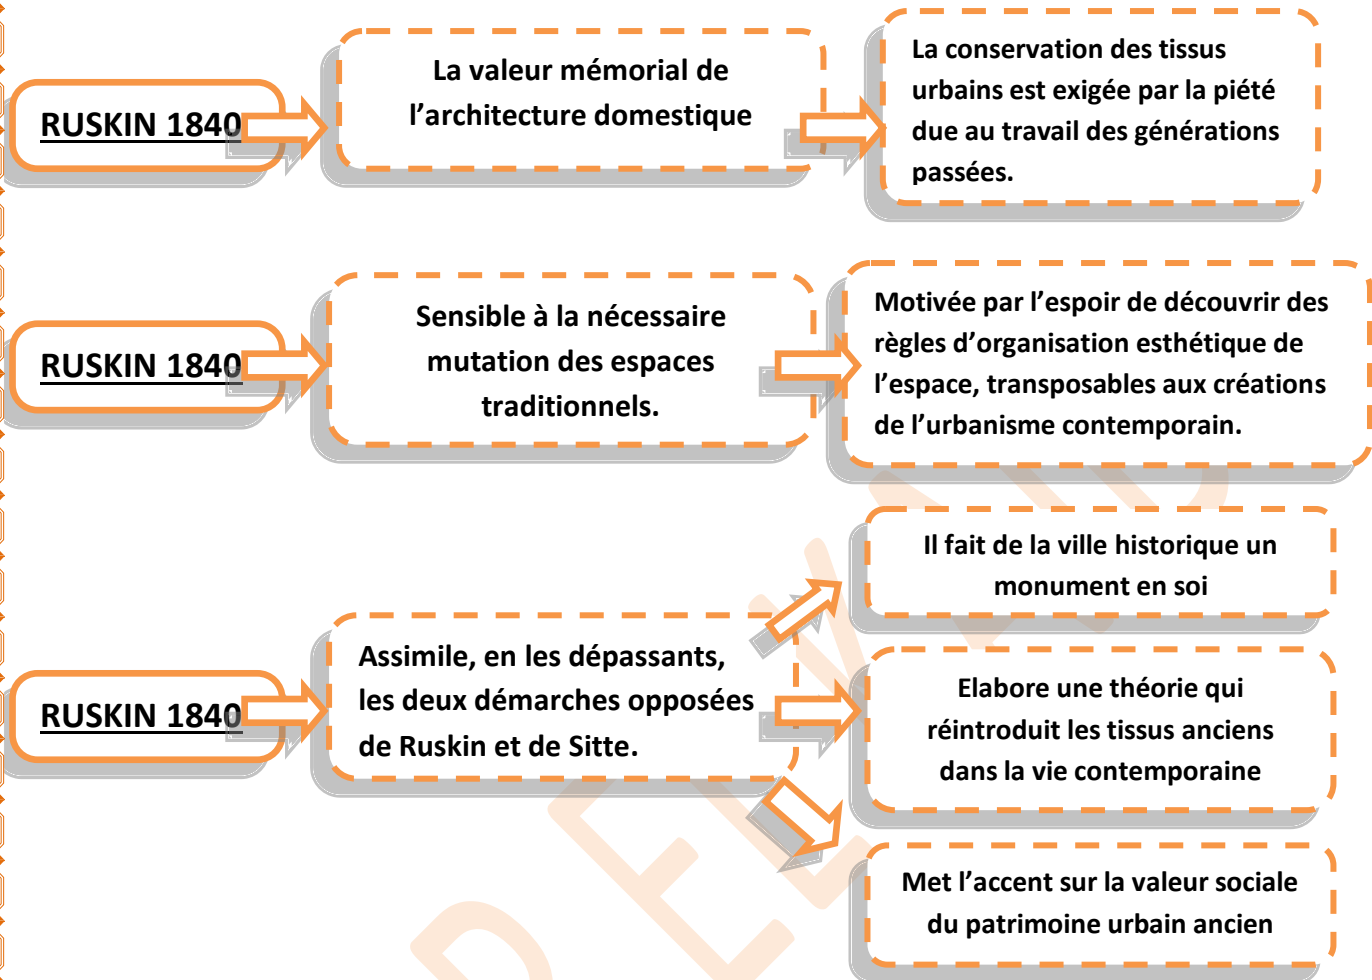 RUSKIN 1840
La valeur mémorial de
l’architecture domestique
La conservation des tissus
urbains est exigée par la piété
due au travail des générations
passées.
RUSKIN 1840
Sensible à la nécessaire
mutation des espaces
traditionnels.
Motivée par l’espoir de découvrir des
règles d’organisation esthétique de
l’espace, transposables aux créations
de l’urbanisme contemporain.
RUSKIN 1840
Assimile, en les dépassants,
les deux démarches opposées
de Ruskin et de Sitte.
Il fait de la ville historique un
monument en soi
Elabore une théorie qui
réintroduit les tissus anciens
dans la vie contemporaine
Met l’accent sur la valeur sociale
du patrimoine urbain ancien